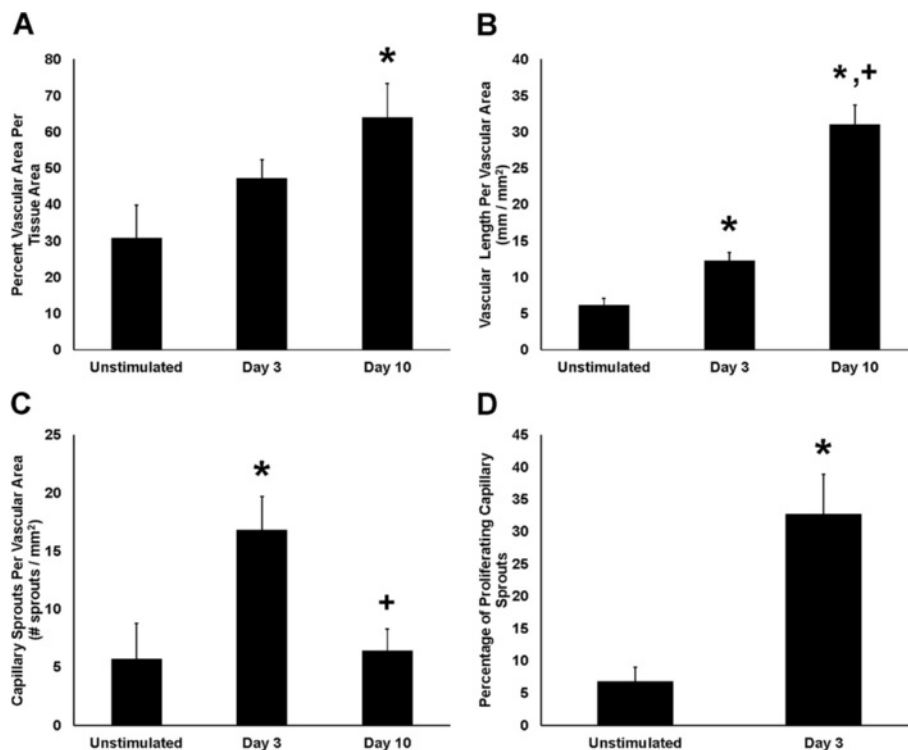 A
Percent Vascular Area Per
Tissue Area
80
70
60
50
40
30
20
10
0
*
Unstimulated Day 3 Day 10
B
Vascular Length Per Vascular Area
(mm / mm²)
40
35
30
25
20
15
10
5
0
*
*,+
Unstimulated Day 3 Day 10
C
Capillary Sprouts Per Vascular Area
(# sprouts / mm²)
25
20
15
10
5
0
*
+
Unstimulated Day 3 Day 10
D
Percentage of Proliferating Capillary
Sprouts
45
40
35
30
25
20
15
10
5
0
*
Unstimulated Day 3